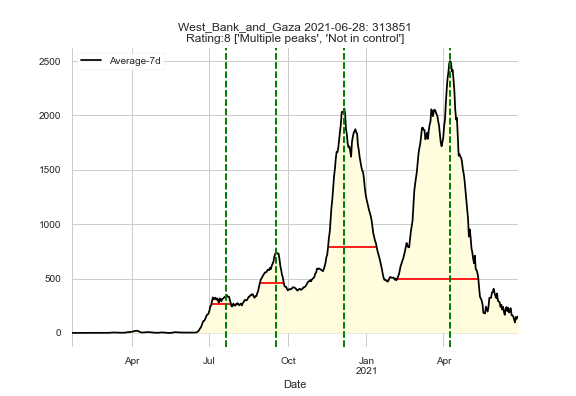 West_Bank_and_Gaza 2021-06-28: 313851
Rating:8 ['Multiple peaks', 'Not in control']
Average-7d
2500
2000
1500
1000
500
0
Apr Jul Oct Jan Apr
2021
Date